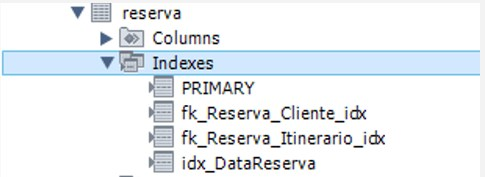 reserva
Columns
Indexes
PRIMARY
fk_Reserva_Cliente_idx
fk_Reserva_Itinerario_idx
idx_DataReserva